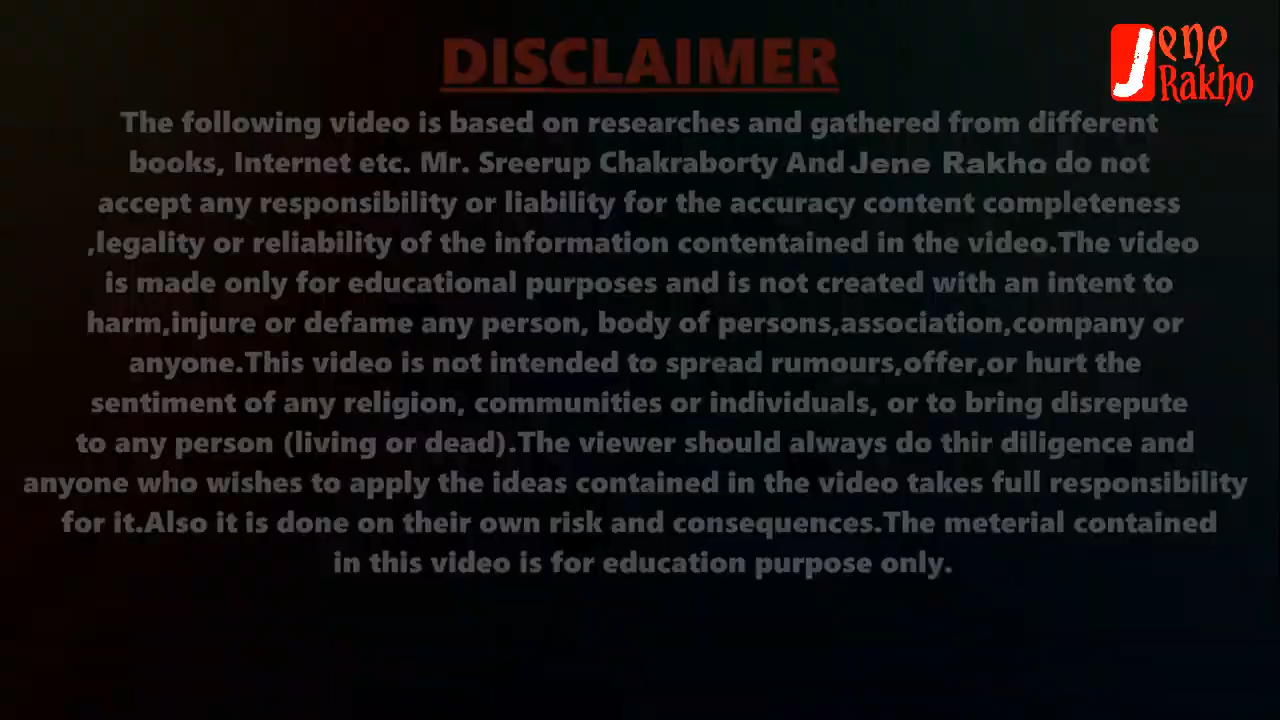 DISCLAIMER
Jene
Rakho
The following video is based on researches and gathered from different
books, Internet etc. Mr. Sreerup Chakraborty And Jene Rakho do not
accept any responsibility or liability for the accuracy content completeness
,legality or reliability of the information contentained in the video.The video
is made only for educational purposes and is not created with an intent to
harm,injure or defame any person, body of persons,association,company or
anyone.This video is not intended to spread rumours,offer,or hurt the
sentiment of any religion, communities or individuals, or to bring disrepute
to any person (living or dead).The viewer should always do thir diligence and
anyone who wishes to apply the ideas contained in the video takes full responsibility
for it.Also it is done on their own risk and consequences.The meterial contained
in this video is for education purpose only.